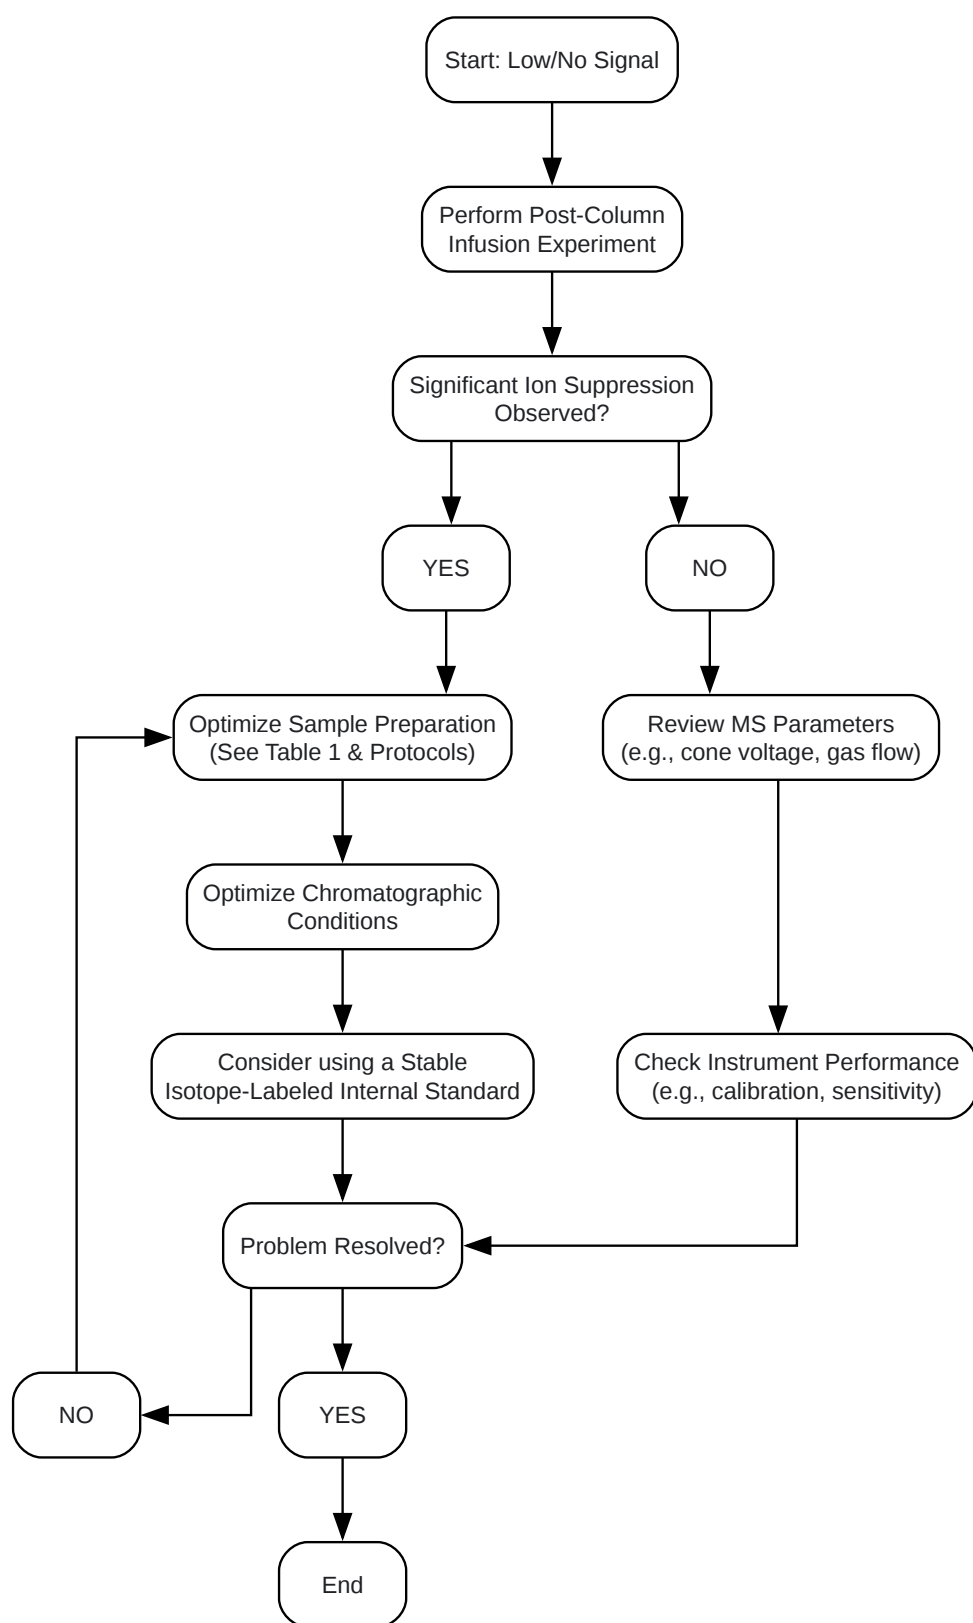 Start: Low/No Signal
Perform Post-Column
Infusion Experiment
Significant Ion Suppression
Observed?
YES
NO
Optimize Sample Preparation
(See Table 1 & Protocols)
Review MS Parameters
(e.g., cone voltage, gas flow)
Optimize Chromatographic
Conditions
Consider using a Stable
Isotope-Labeled Internal Standard
Check Instrument Performance
(e.g., calibration, sensitivity)
Problem Resolved?
NO
YES
End